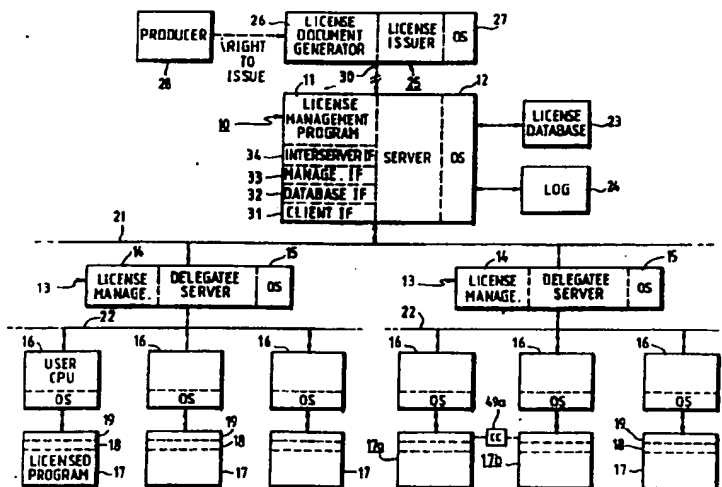 26
LICENSE
DOCUMENT
GENERATOR
LICENSE
ISSUER
OS
27
PRODUCER
RIGHT
TO
ISSUE
28
30
25
11
12
10
LICENSE
MANAGEMENT
PROGRAM
SERVER
OS
LICENSE
DATABASE
23
34
INTERSERVER IF
33
MANAGE. IF
32
DATABASE IF
31
CLIENT IF
LOG
24
21
14
15
13
LICENSE
MANAGE.
DELEGATEE
SERVER
OS
14
15
13
LICENSE
MANAGE.
DELEGATEE
SERVER
OS
22
22
16
16
16
16
16
16
USER
CPU
OS
OS
OS
OS
OS
OS
49a
CC
19
18
LICENSED
PROGRAM
17
19
18
17
17
17a
17b
19
18
17